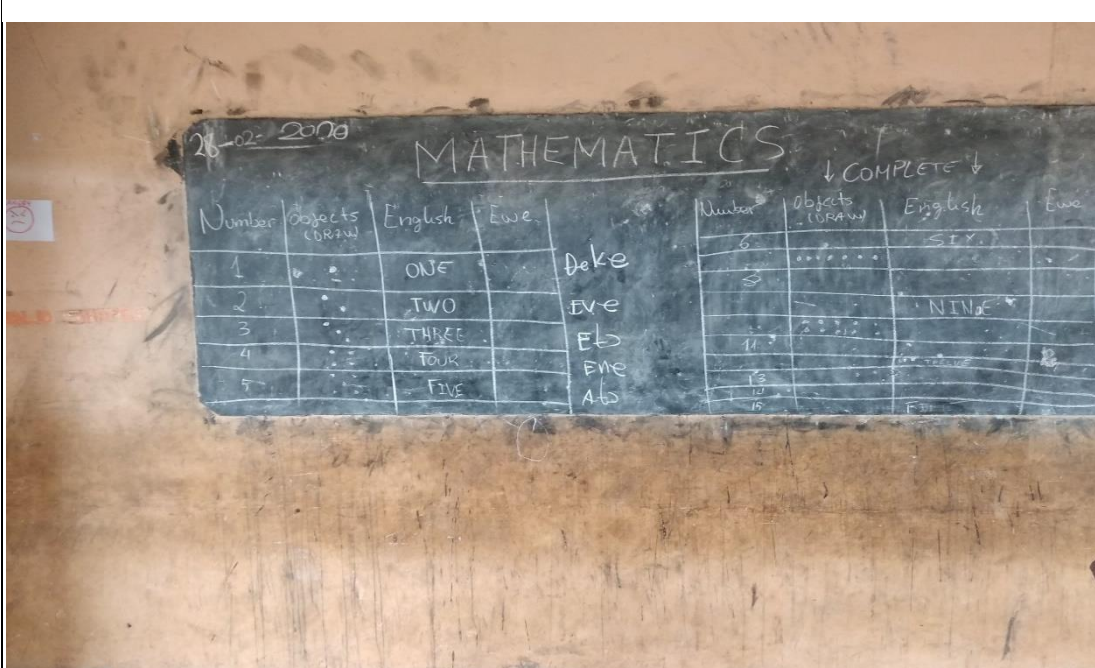 28-02-2020
MATHEMATICS
↓ COMPLETE ↓
Number Objects (DRAW) English Ewe
1 ONE Deke
2 TWO Eve
3 THREE Etɔ
4 FOUR Ene
5 FIVE Atɔ
Number Objects (DRAW) English Ewe
6 SIX
8
NINE
11
13
15